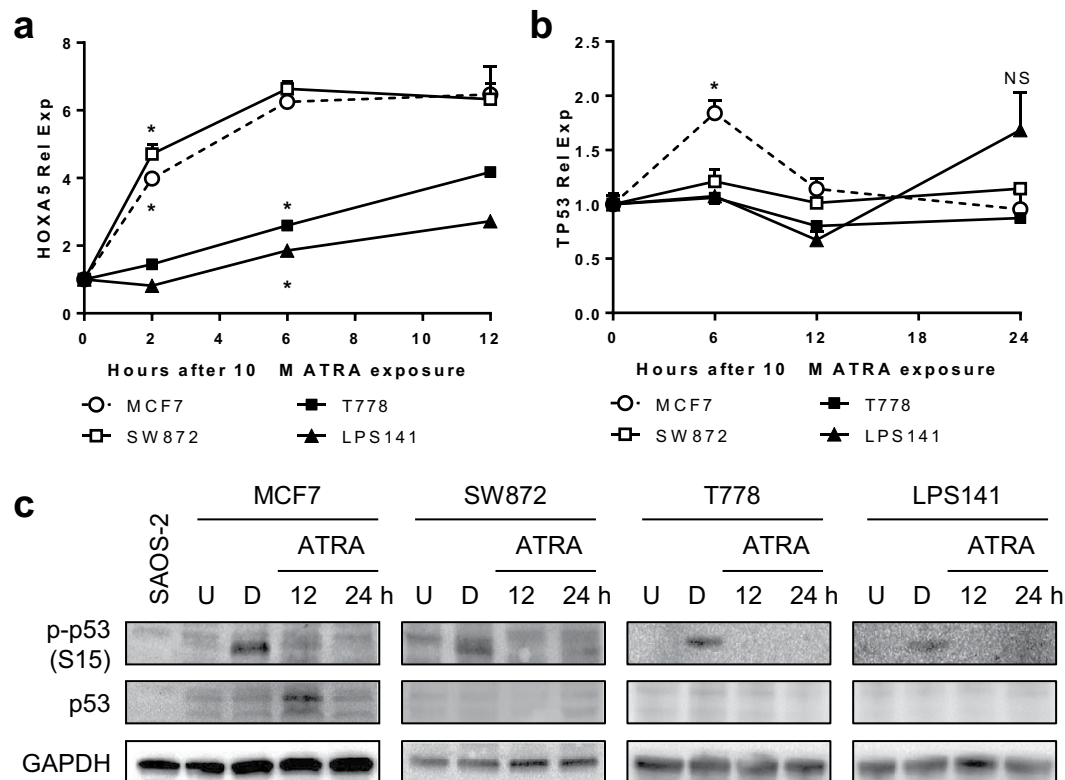 a
HOXA5 Rel Exp
8
6
4
2
0
*
*
*
*
0 2 4 6 8 10 12
Hours after 10 M ATRA exposure
MCF7
T778
SW872
LPS141
b
TP53 Rel Exp
2.5
2.0
1.5
1.0
0.5
0.0
*
NS
0 6 12 18 24
Hours after 10 M ATRA exposure
MCF7
T778
SW872
LPS141
c
MCF7 SW872 T778 LPS141
SAOS-2
ATRA ATRA ATRA ATRA
U D 12 24 h U D 12 24 h U D 12 24 h U D 12 24 h
p-p53
(S15)
p53
GAPDH